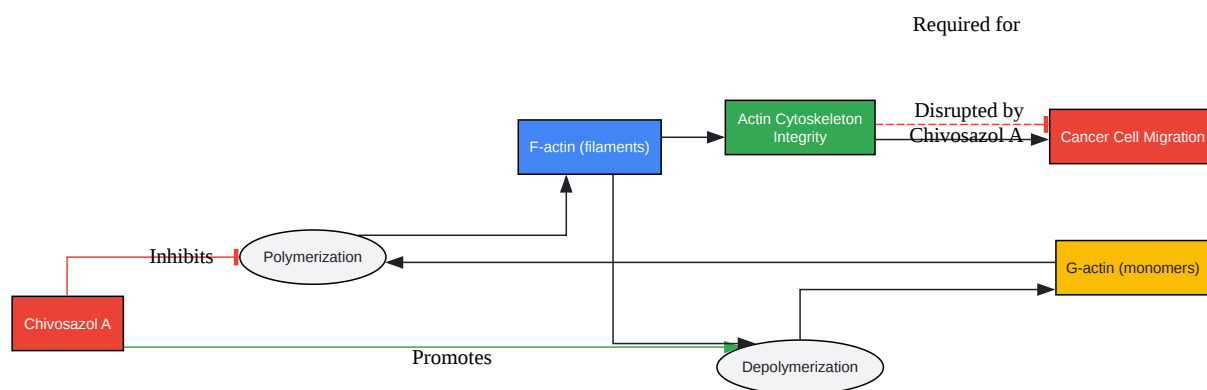 Required for
Actin Cytoskeleton
Integrity
Disrupted by
Chivosazol A
Cancer Cell Migration
F-actin (filaments)
Inhibits
Polymerization
G-actin (monomers)
Chivosazol A
Promotes
Depolymerization